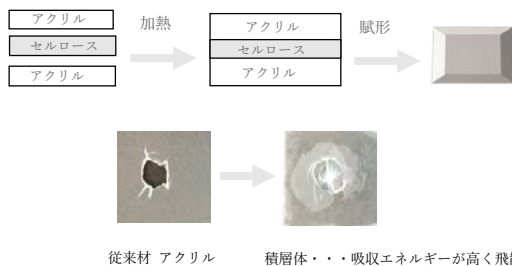 アクリル
セルロース
アクリル
加熱
アクリル
セルロース
アクリル
賦形
従来材 アクリル
積層体・・・吸収エネルギーが高く飛